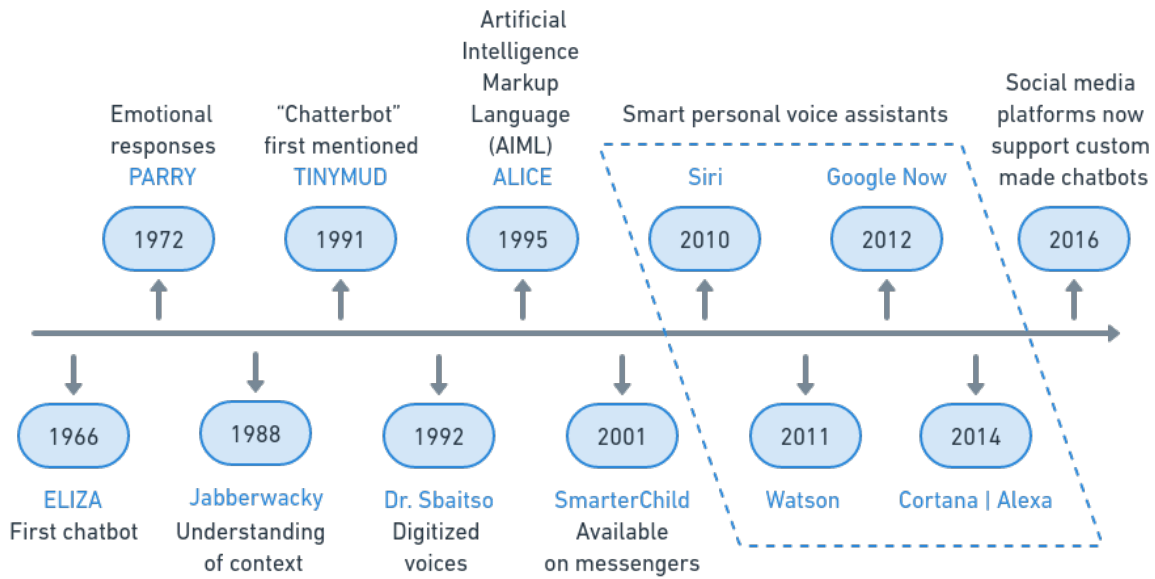 Emotional
responses
PARRY
1972
“Chatterbot”
first mentioned
TINYMUD
1991
Artificial
Intelligence
Markup
Language
(AIML)
ALICE
1995
Smart personal voice assistants
Siri
2010
Google Now
2012
Social media
platforms now
support custom
made chatbots
2016
1966
ELIZA
First chatbot
1988
Jabberwacky
Understanding
of context
1992
Dr. Sbaitso
Digitized
voices
2001
SmarterChild
Available
on messengers
2011
Watson
2014
Cortana | Alexa